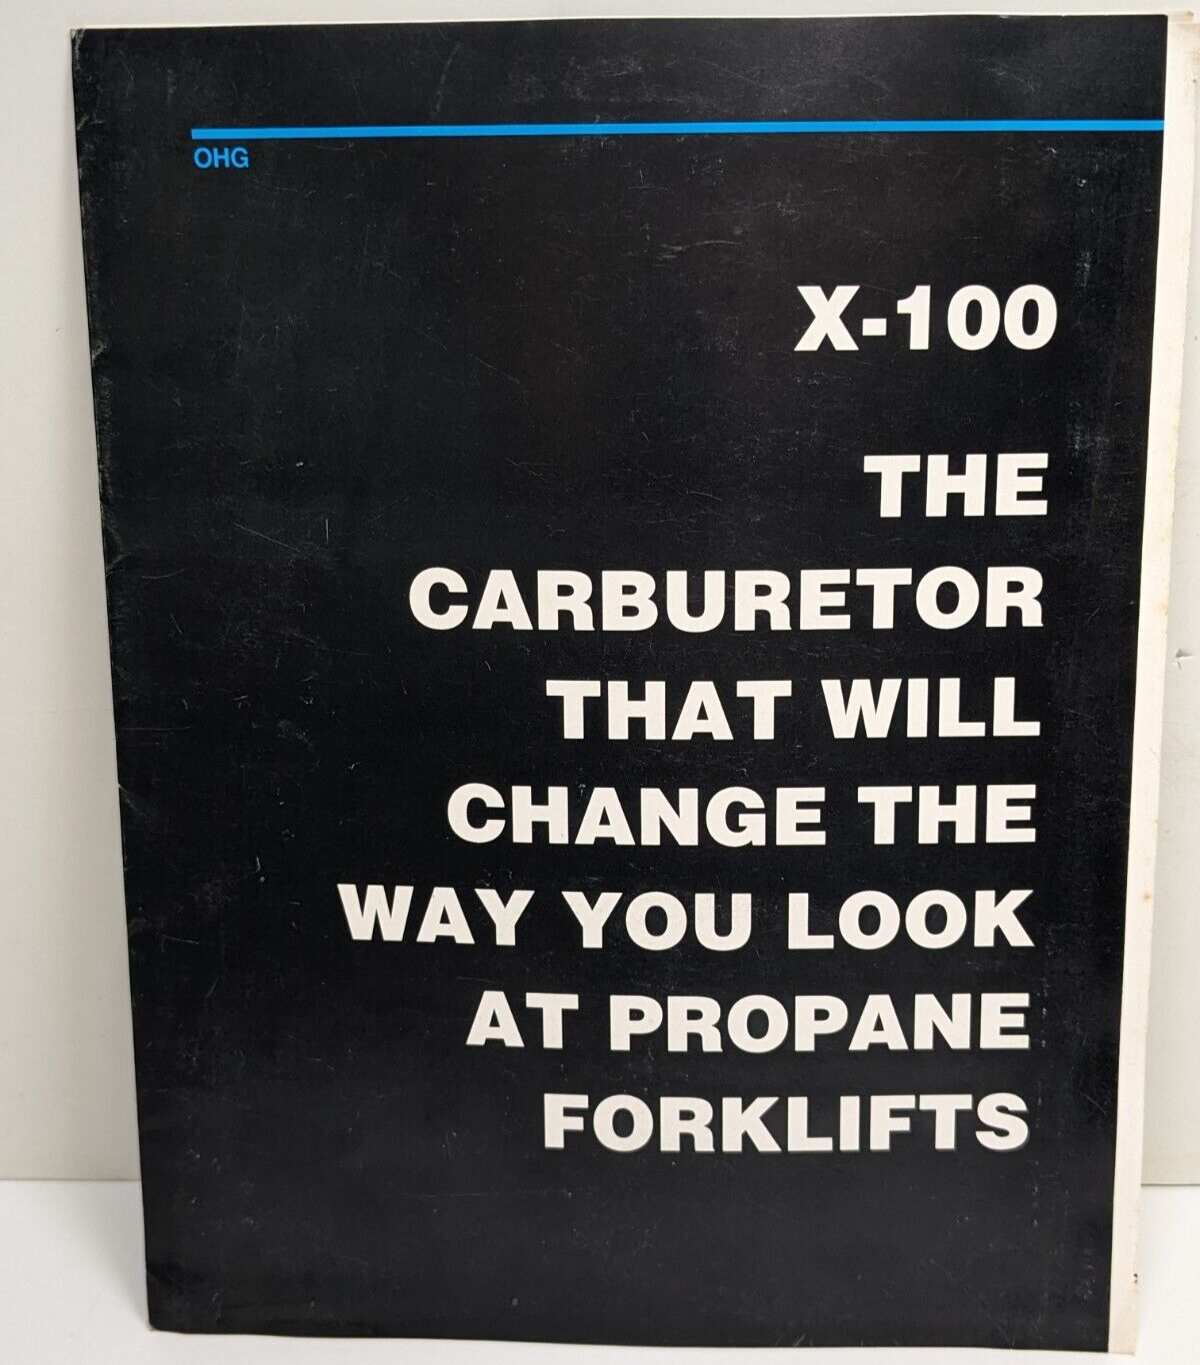 OHG
X-100
THE
CARBURETOR
THAT WILL
CHANGE THE
WAY YOU LOOK
AT PROPANE
FORKLIFTS